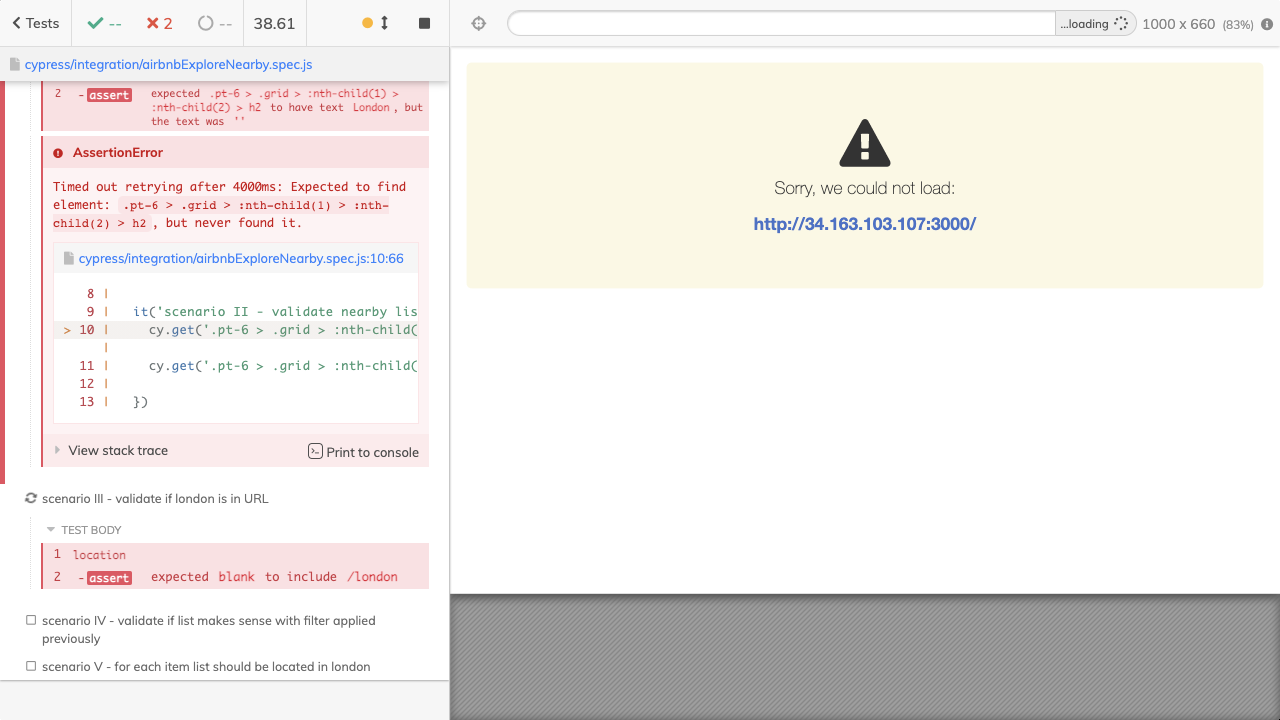 Tests
--
2
--
38.61
...loading
1000 x 660 (83%)
cypress/integration/airbnbExploreNearby.spec.js
2 - assert expected .pt-6 > .grid > :nth-child(1) >
:nth-child(2) > h2 to have text London, but
the text was ''
AssertionError
Timed out retrying after 4000ms: Expected to find
element: .pt-6 > .grid > :nth-child(1) > :nth-
child(2) > h2, but never found it.
cypress/integration/airbnbExploreNearby.spec.js:10:66
8 |
9 | it('scenario II - validate nearby lis
> 10 | cy.get('.pt-6 > .grid > :nth-child(
|
11 | cy.get('.pt-6 > .grid > :nth-child(
12 |
13 | })
View stack trace
Print to console
scenario III - validate if london is in URL
TEST BODY
1 location
2 - assert expected blank to include /london
scenario IV - validate if list makes sense with filter applied
previously
scenario V - for each item list should be located in london
Sorry, we could not load:
http://34.163.103.107:3000/